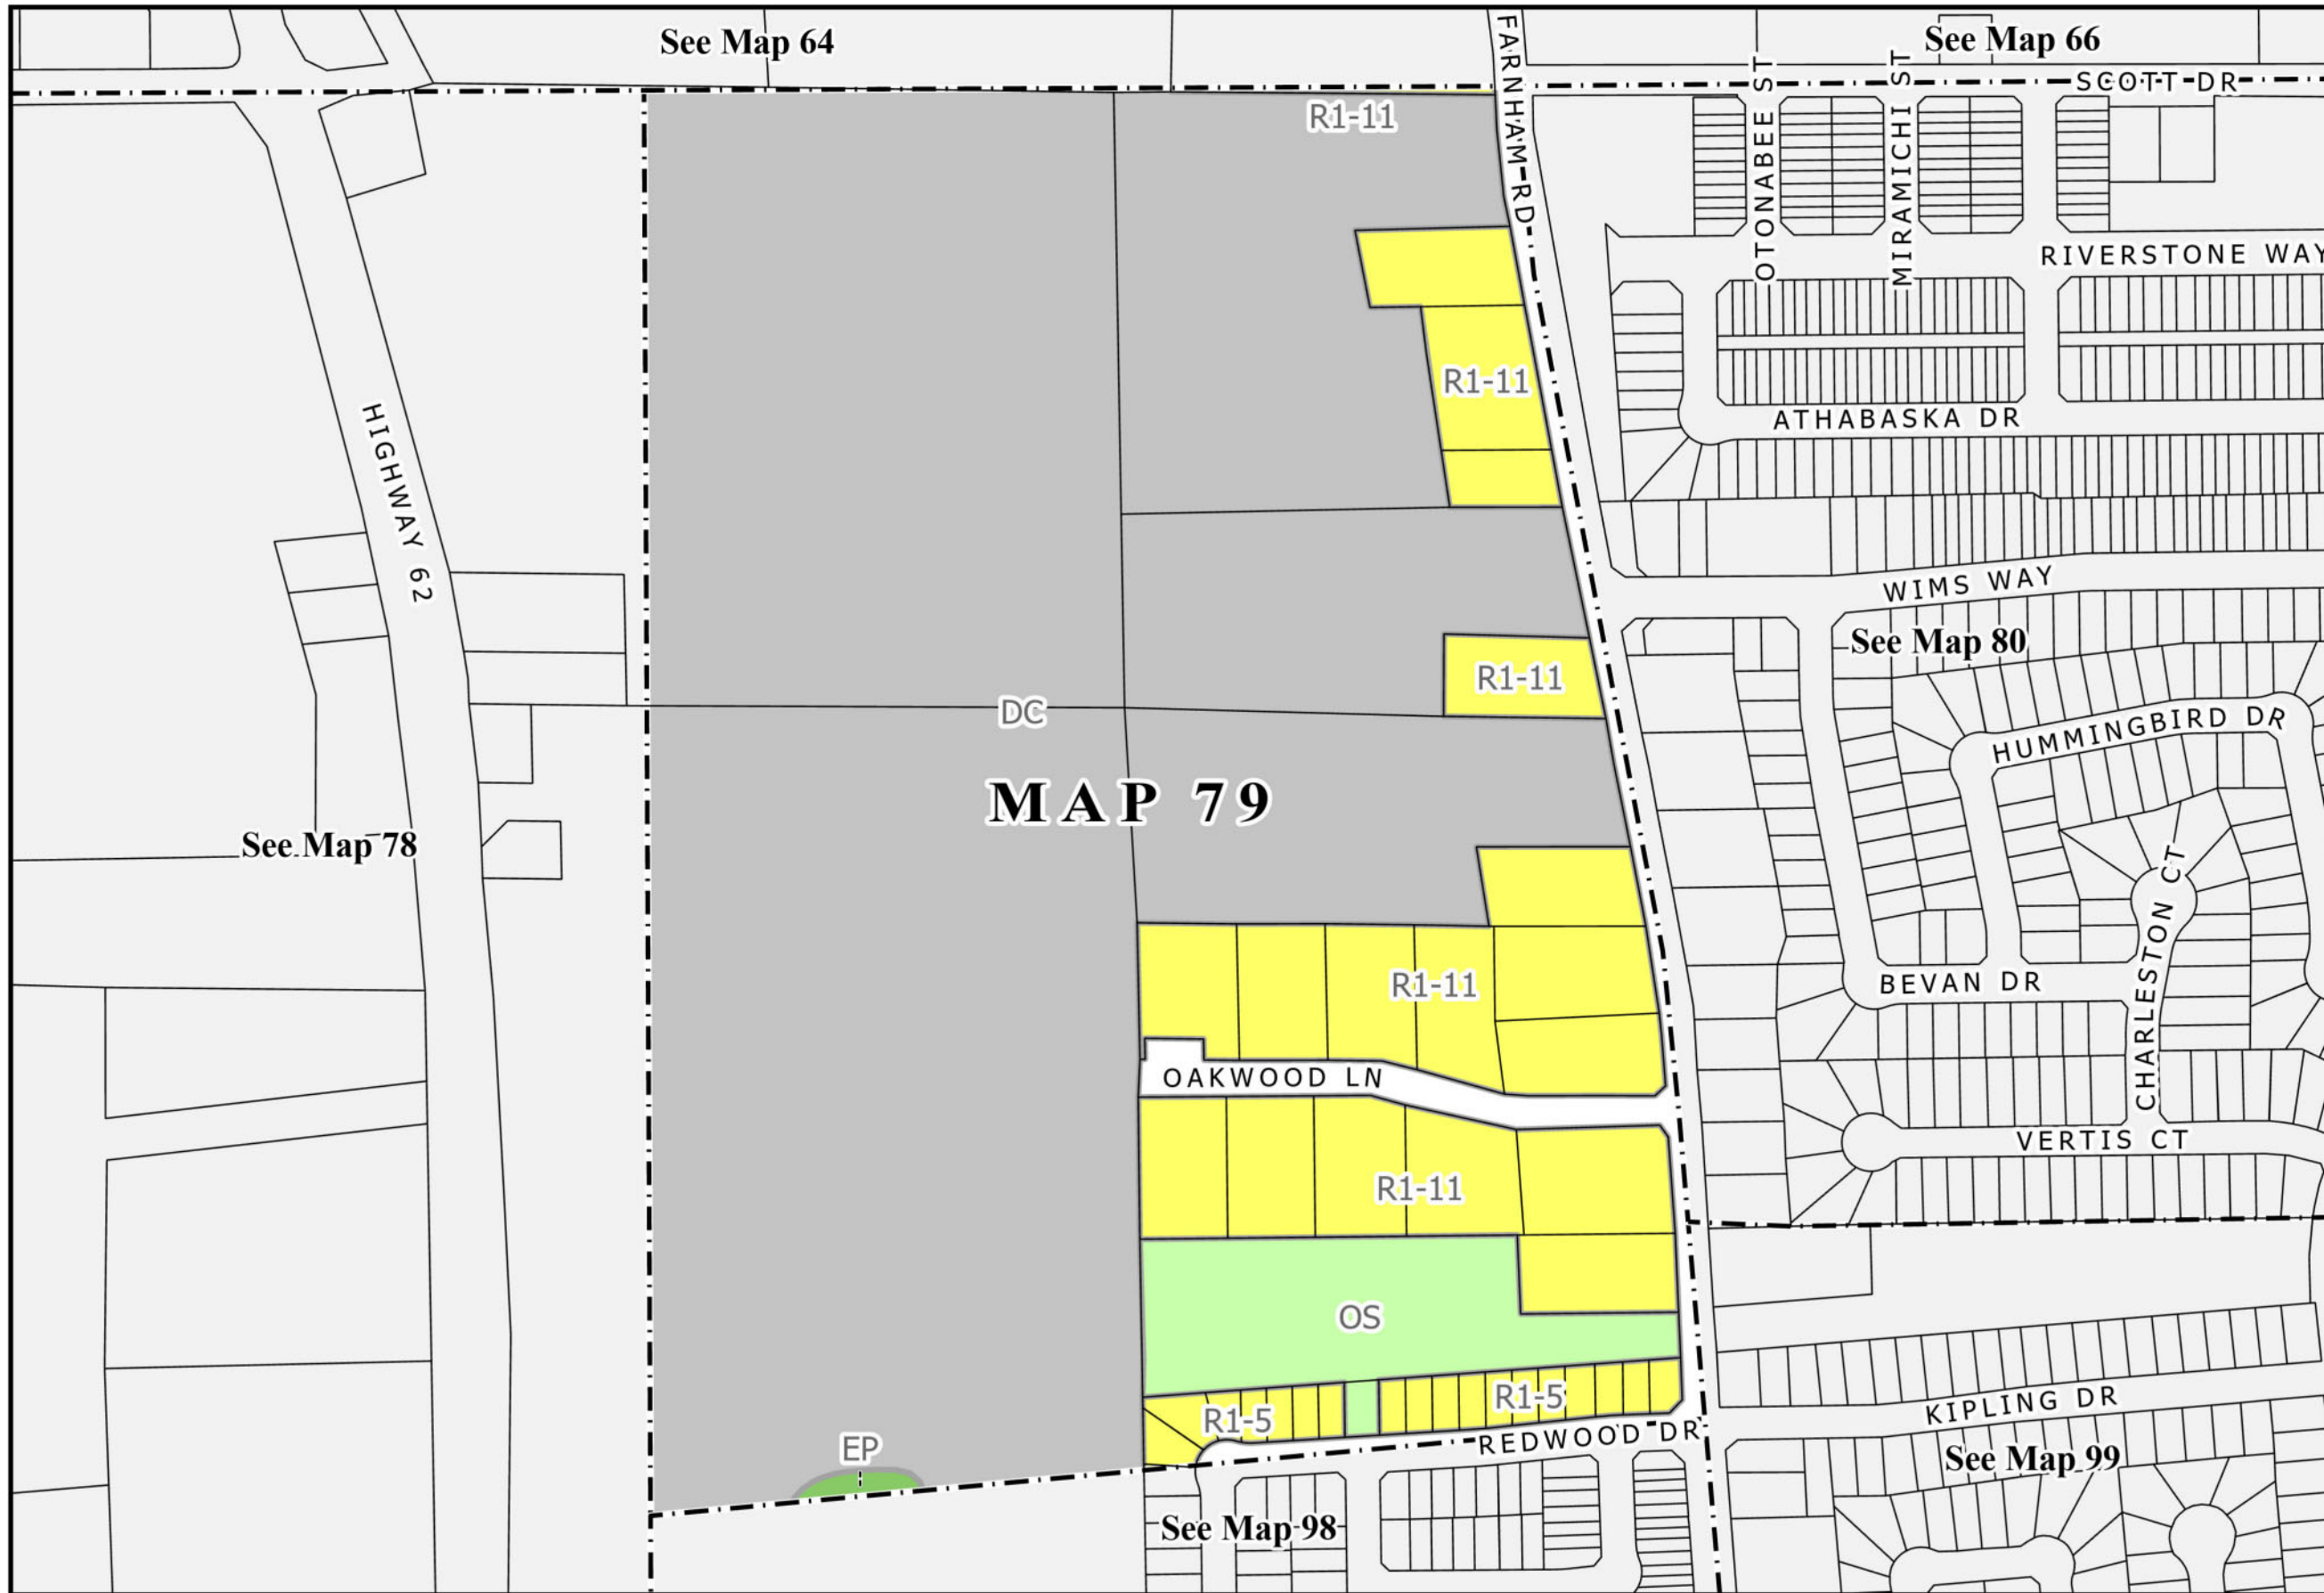 See Map 64
See Map 66
FARNHAM RD
SCOTT DR
R1-11
OTONABEE ST
MIRAMICHI ST
RIVERSTONE WAY
R1-11
ATHABASKA DR
HIGHWAY 62
WIMS WAY
See Map 80
R1-11
DC
HUMMINGBIRD DR
MAP 79
See Map 78
R1-11
BEVAN DR
CHARLESTON CT
OAKWOOD LN
VERTIS CT
R1-11
OS
R1-5
R1-5
KIPLING DR
REDWOOD DR
EP
See Map 99
See Map 98